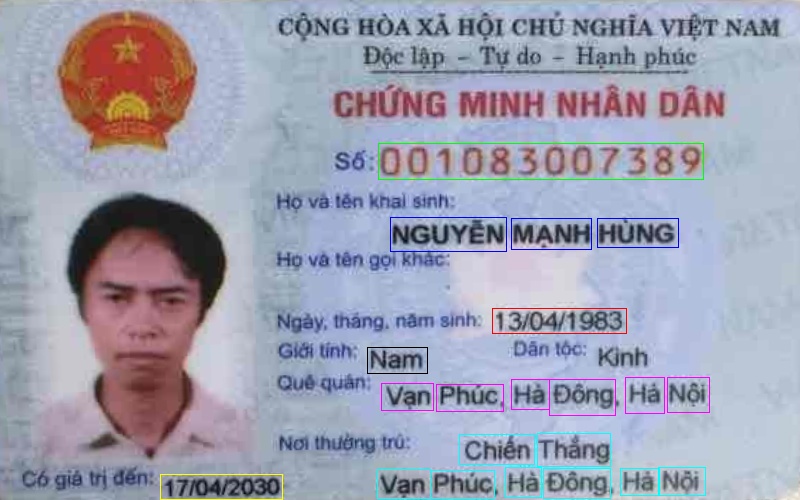 CỘNG HÒA XÃ HỘI CHỦ NGHĨA VIỆT NAM
Độc lập - Tự do - Hạnh phúc
CHỨNG MINH NHÂN DÂN
Số: 001083007389
Họ và tên khai sinh:
NGUYỄN MẠNH HÙNG
Họ và tên gọi khác:
Ngày, tháng, năm sinh: 13/04/1983
Giới tính: Nam Dân tộc: Kinh
Quê quán: Vạn Phúc, Hà Đông, Hà Nội
Nơi thường trú: Chiến Thắng
Vạn Phúc, Hà Đông, Hà Nội
Có giá trị đến: 17/04/2030